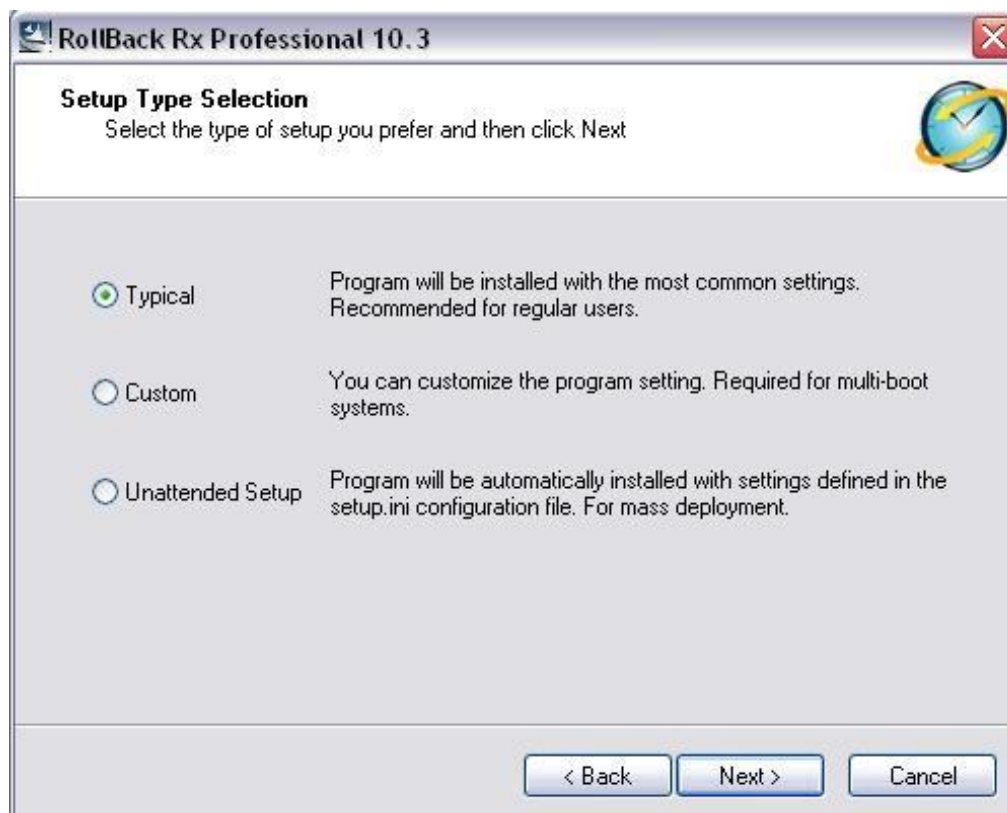 RollBack Rx Professional 10.3
Setup Type Selection
Select the type of setup you prefer and then click Next
Typical
Program will be installed with the most common settings.
Recommended for regular users.
Custom
You can customize the program setting. Required for multi-boot
systems.
Unattended Setup
Program will be automatically installed with settings defined in the
setup.ini configuration file. For mass deployment.
< Back
Next >
Cancel